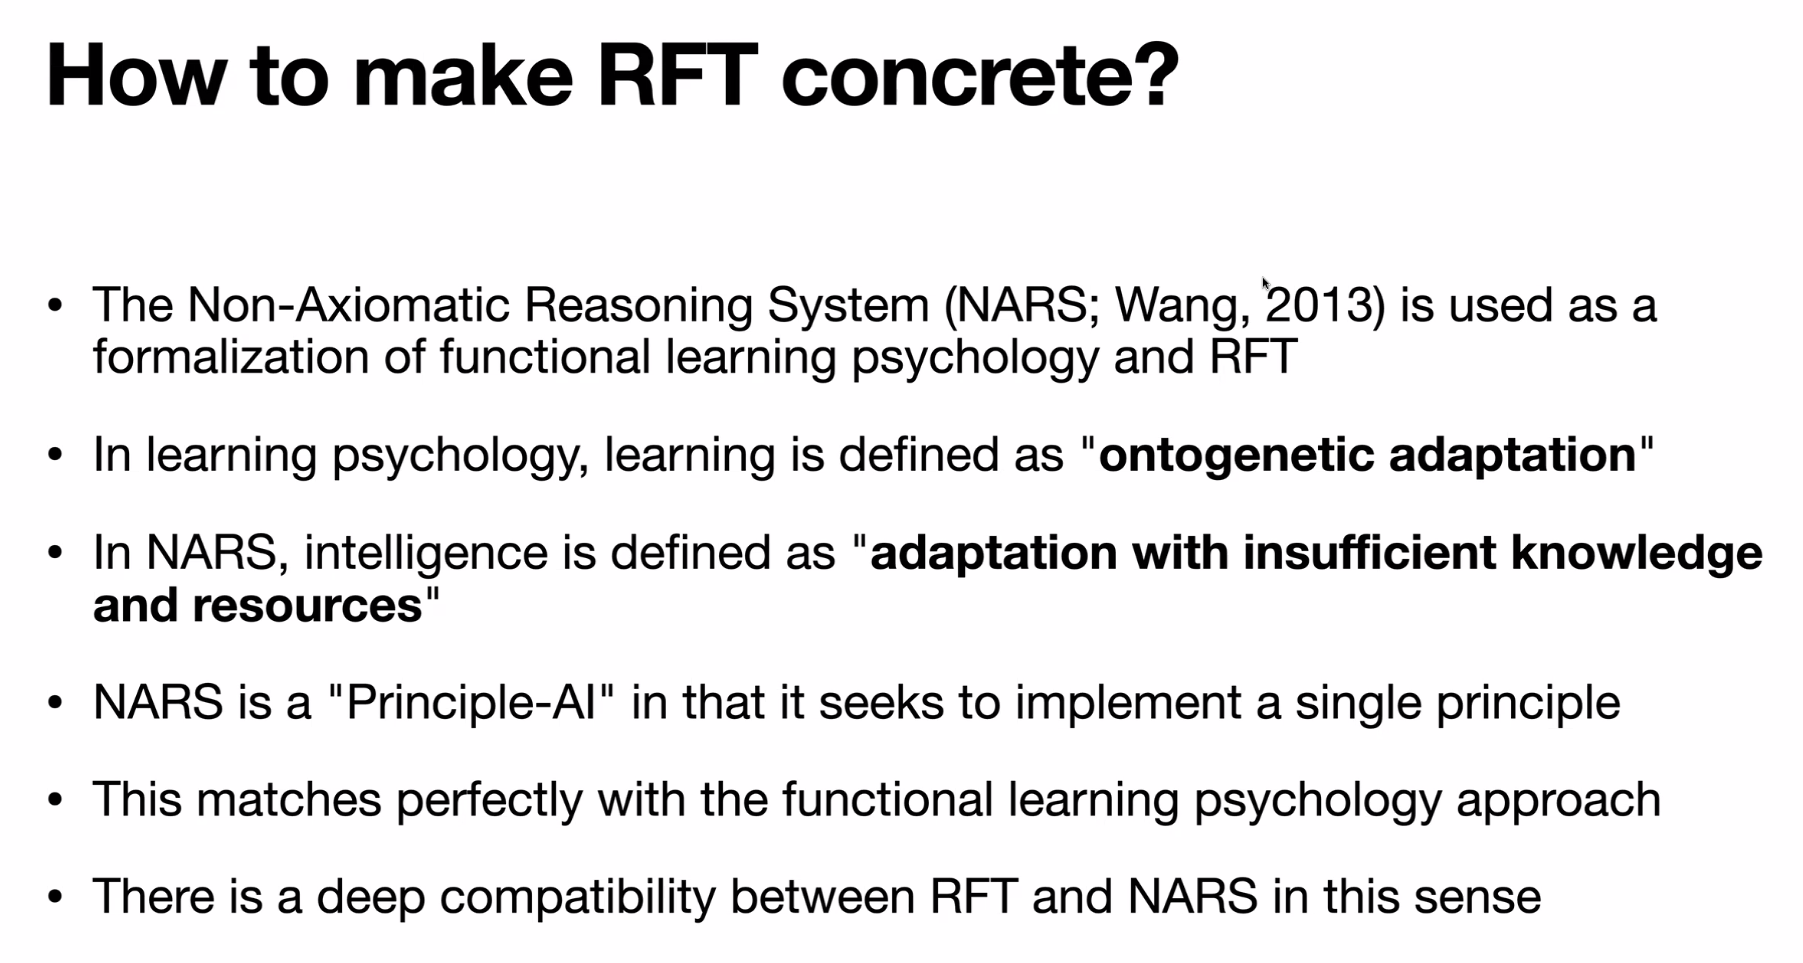 How to make RFT concrete?
• The Non-Axiomatic Reasoning System (NARS; Wang, 2013) is used as a
formalization of functional learning psychology and RFT
• In learning psychology, learning is defined as "ontogenetic adaptation"
• In NARS, intelligence is defined as "adaptation with insufficient knowledge
and resources"
• NARS is a "Principle-AI" in that it seeks to implement a single principle
• This matches perfectly with the functional learning psychology approach
• There is a deep compatibility between RFT and NARS in this sense